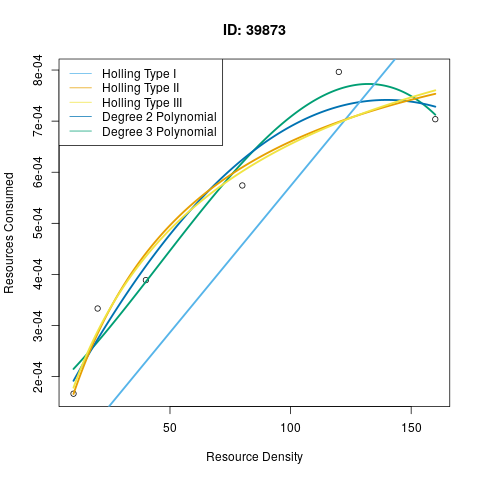 ID: 39873
Holling Type I
Holling Type II
Holling Type III
Degree 2 Polynomial
Degree 3 Polynomial
8e-04
7e-04
6e-04
5e-04
4e-04
3e-04
2e-04
Resources Consumed
50
100
150
Resource Density